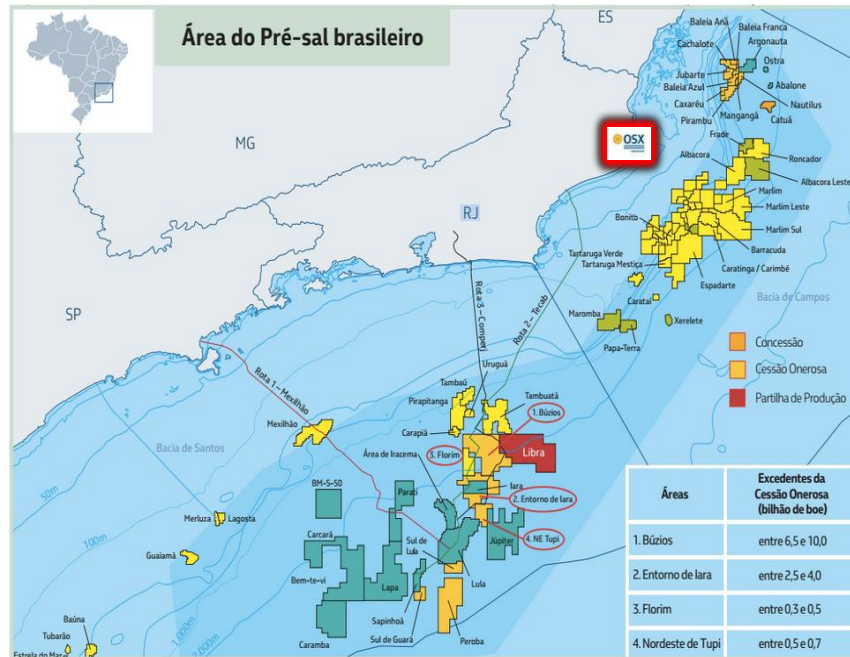 Área do Pré-sal brasileiro
ES
MG
RJ
SP
OSX
Baleia Anã
Baleia Franca
Cachalote
Argonauta
Ostra
Jubarte
Abalone
Baleia Azul
Nautilus
Caxaréu
Mangangá
Pirambu
Catuá
Frade
Albacora
Roncador
Albacora Leste
Marlim
Marlim Leste
Bonito
Marlim Sul
Barracuda
Tartaruga Verde
Tartaruga Mestiça
Caratinga / Carimbé
Espadarte
Bacia de Campos
Caratai
Maromba
Xerelete
Papa-Terra
Rota 3 – Comperj
Rota 2 – Tecab
Rota 1 – Mexilhão
Concessão
Cessão Onerosa
Partilha de Produção
Uruguá
Tambaú
Pirapitanga
Tambuatá
1. Búzios
Carapiá
Mexilhão
Bacia de Santos
Área de Iracema
3. Florim
Libra
Iara
BM-S-50
Parati
2. Entorno de Iara
50m
Merluza
Lagosta
100m
Carcará
4. NE Tupi
Júpiter
Guaiamá
Sul de
Lula
Bem-te-vi
Lapa
Lula
Sapinhoá
Sul de Guará
Peroba
Caramba
1.000m
2.000m
Baúna
Tubarão
Estrela do Mar
Áreas
Excedentes da
Cessão Onerosa
(bilhão de boe)
1. Búzios
entre 6,5 e 10,0
2. Entorno de Iara
entre 2,5 e 4,0
3. Florim
entre 0,3 e 0,5
4. Nordeste de Tupi
entre 0,5 e 0,7